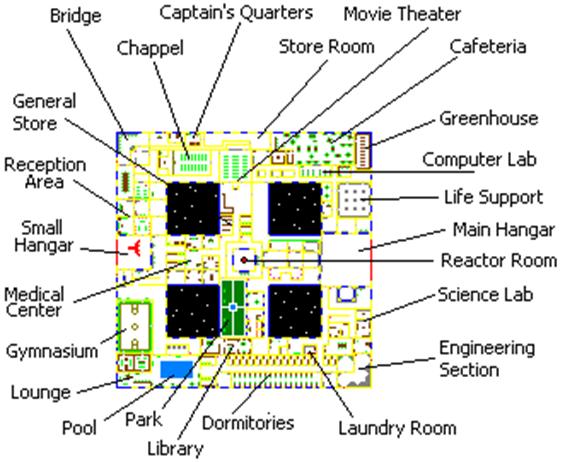 Bridge
Captain's Quarters
Movie Theater
Chappel
Store Room
Cafeteria
General
Store
Greenhouse
Reception
Area
Computer Lab
Life Support
Small
Hangar
Main Hangar
Reactor Room
Medical
Center
Science Lab
Gymnasium
Engineering
Section
Lounge
Pool
Park
Library
Dormitories
Laundry Room